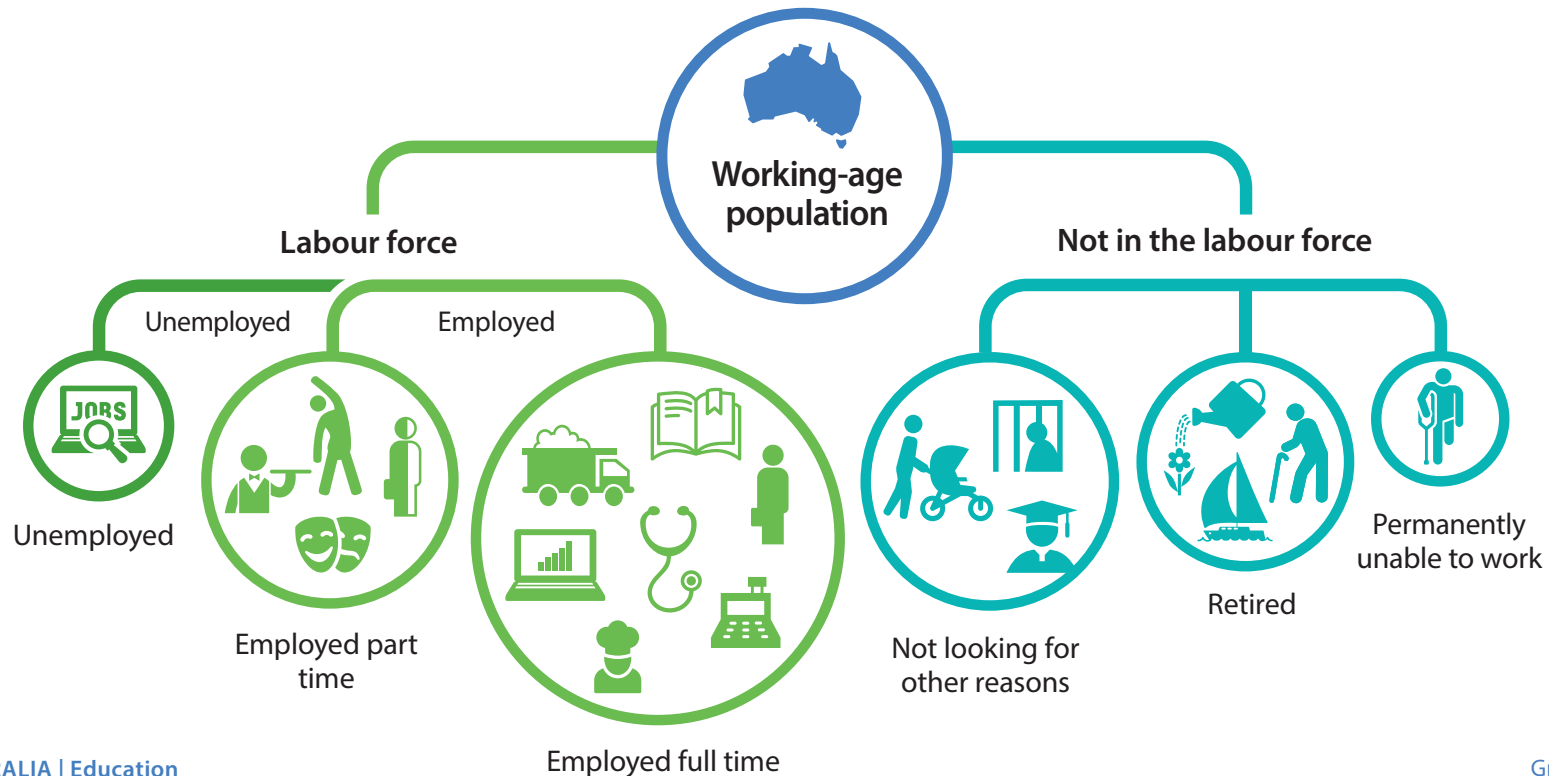 Working-age
population
Labour force
Not in the labour force
Unemployed
Employed
JOBS
Unemployed
Employed part
time
Employed full time
Not looking for
other reasons
Retired
Permanently
unable to work
ALIA | Education